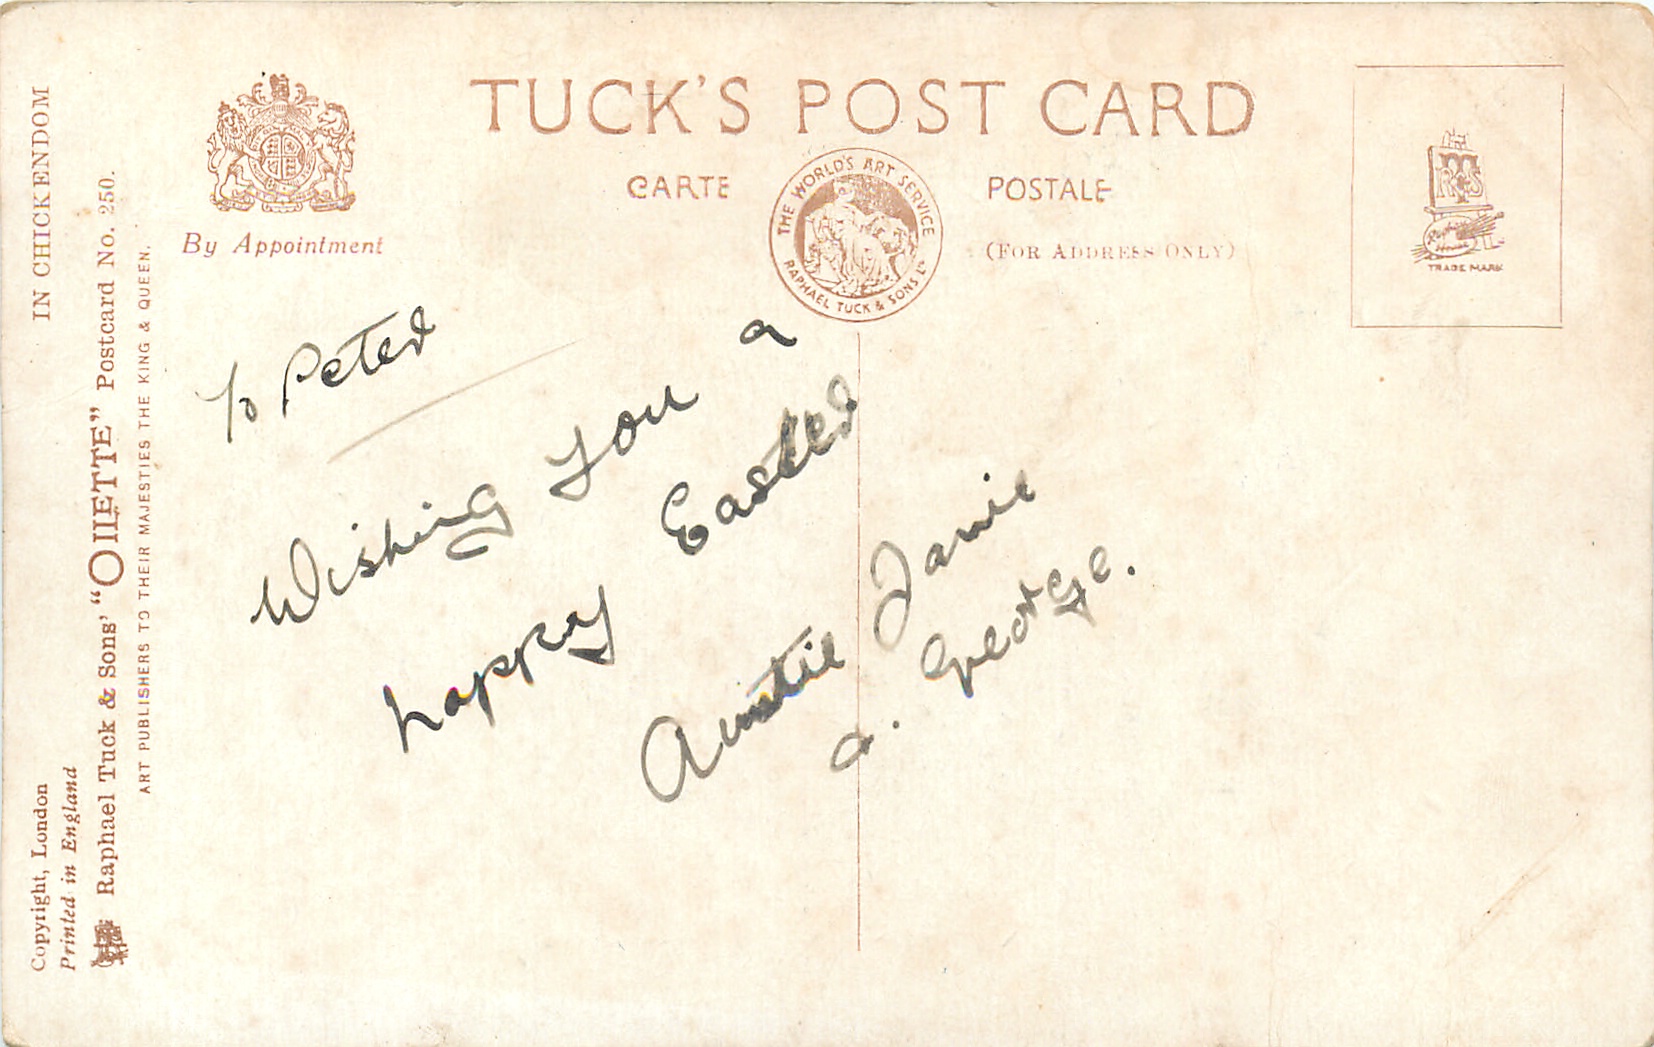 TUCK'S POST CARD
CARTE POSTALE
(FOR ADDRESS ONLY)
By Appointment
THE WORLD'S ART SERVICE
RAPHAEL TUCK & SONS LD
TRADE MARK
IN CHICKENDOM
Copyright, London
Printed in England
Raphael Tuck & Sons' "OILETTE" Postcard No. 250.
ART PUBLISHERS TO THEIR MAJESTIES THE KING & QUEEN.
To Peter
Wishing you a
happy Easter
Auntie Janie
a. George.